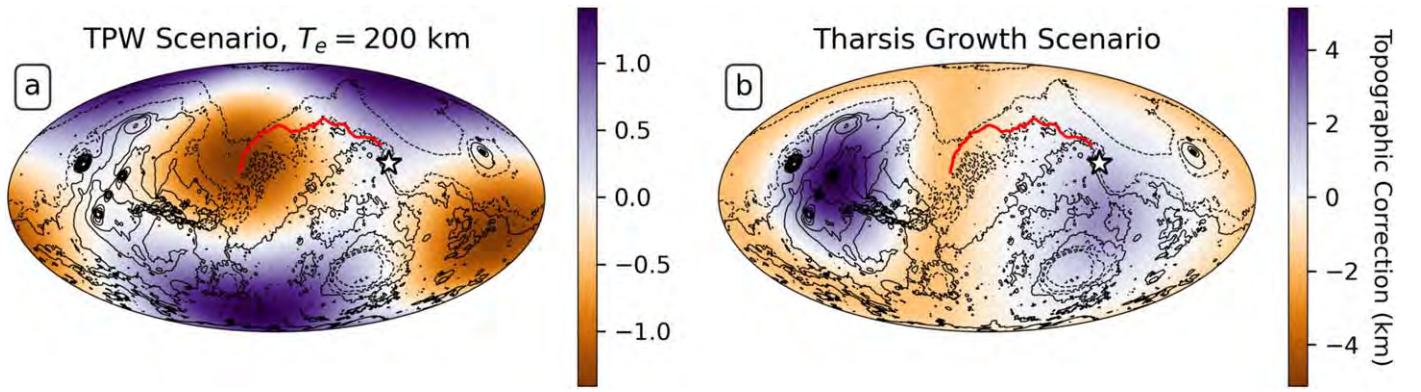 TPW Scenario, Tₑ = 200 km
a
1.0
0.5
0.0
−0.5
−1.0
Tharsis Growth Scenario
b
4
2
0
−2
−4
Topographic Correction (km)